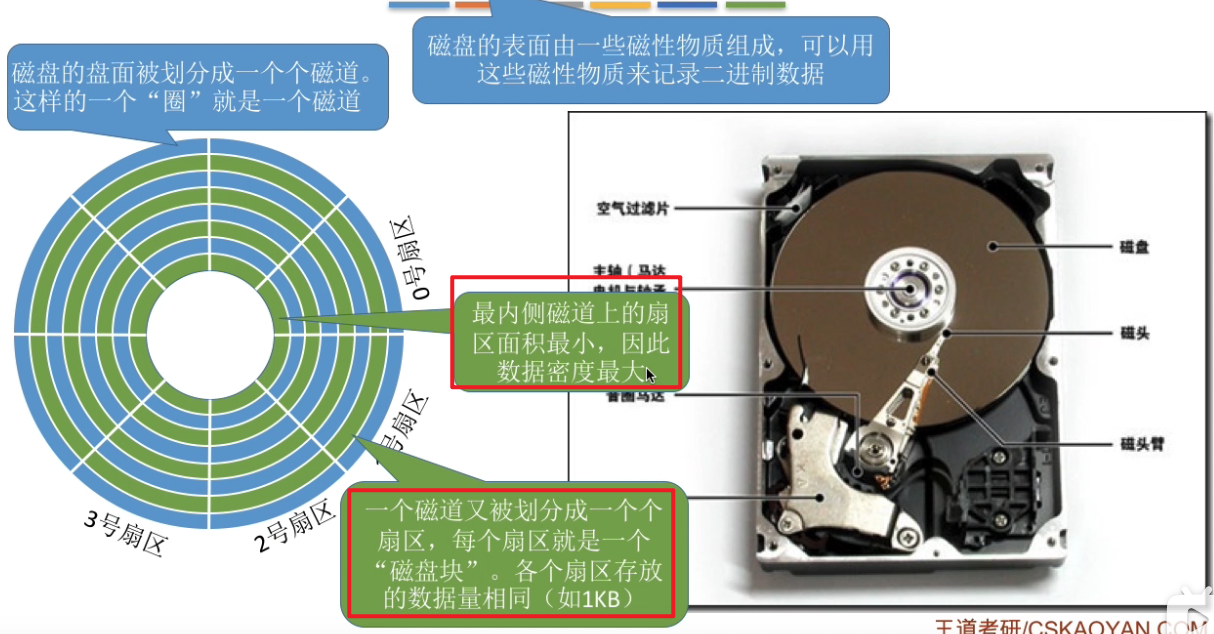 磁盘的表面由一些磁性物质组成，可以用
这些磁性物质来记录二进制数据
磁盘的盘面被划分成一个个磁道。
这样的一个“圈”就是一个磁道
0号扇区
号扇区
2号扇区
3号扇区
最内侧磁道上的扇
区面积最小，因此
数据密度最大
一个磁道又被划分成一个个
扇区，每个扇区就是一个
“磁盘块”。各个扇区存放
的数据量相同（如1KB）
空气过滤片
主轴（马达
音圈马达
磁盘
磁头
磁头臂
王道考研/CSKAOYAN.COM